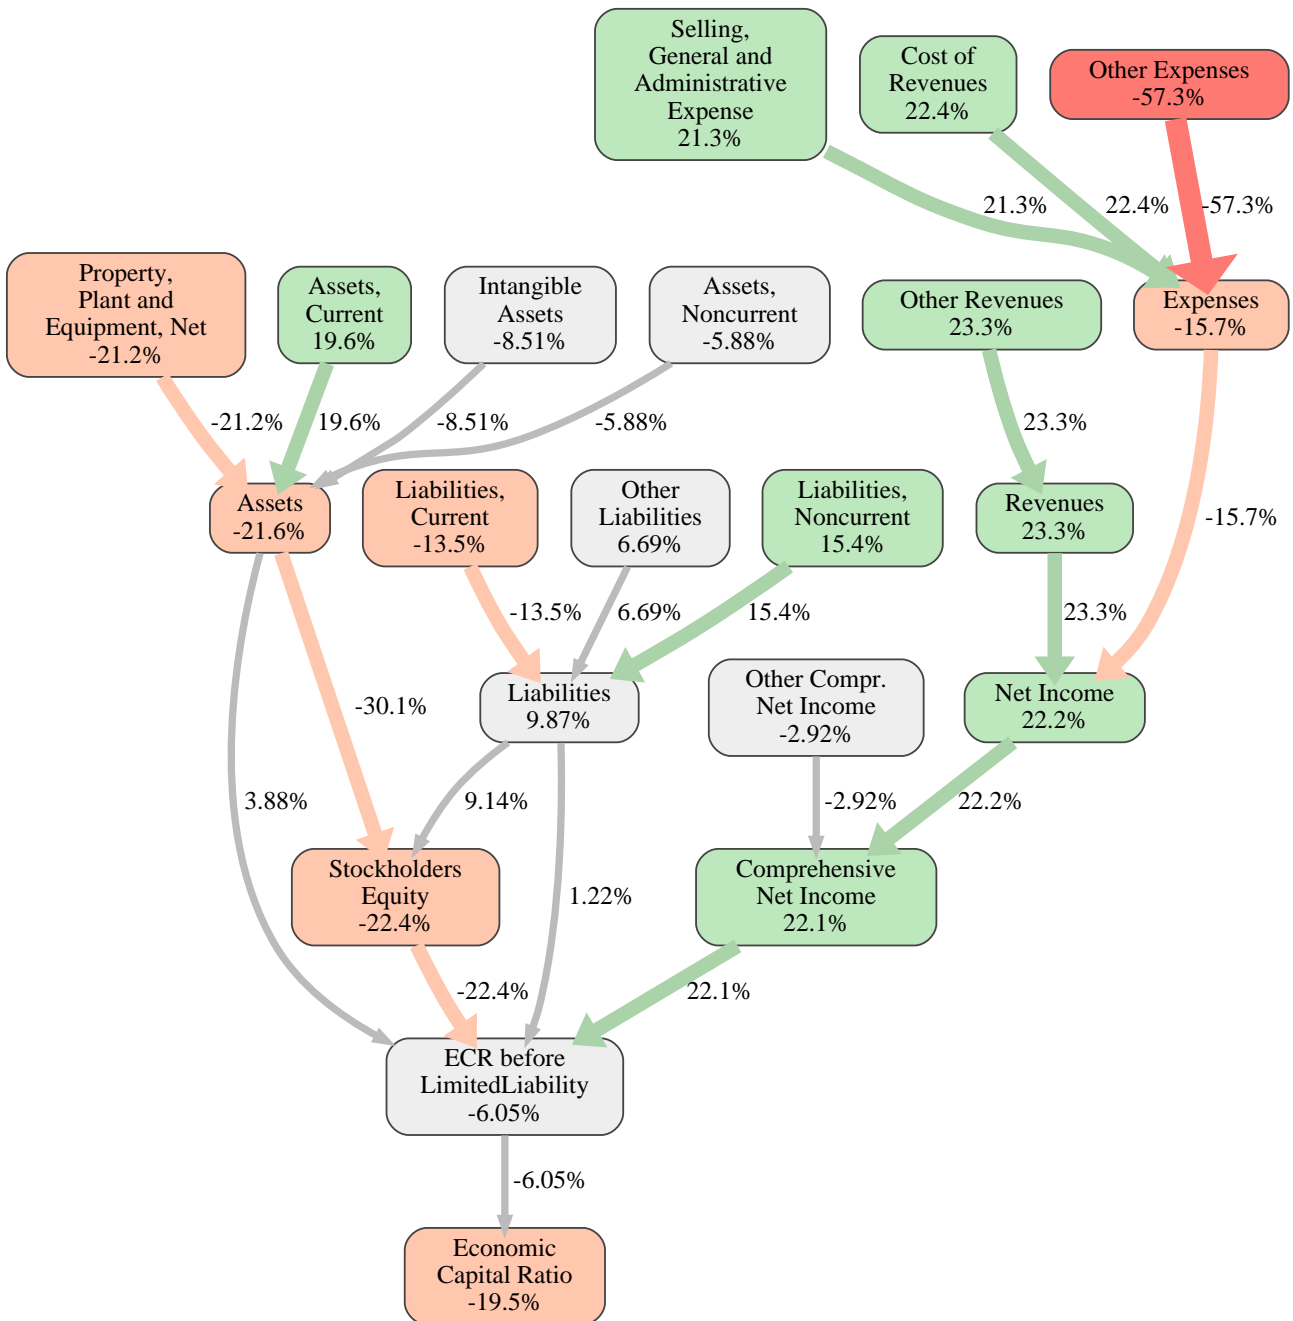 Selling,
General and
Administrative
Expense
21.3%
Cost of
Revenues
22.4%
Other Expenses
-57.3%
21.3%
22.4%
-57.3%
Property,
Plant and
Equipment, Net
-21.2%
Assets,
Current
19.6%
Intangible
Assets
-8.51%
Assets,
Noncurrent
-5.88%
Other Revenues
23.3%
Expenses
-15.7%
-21.2%
19.6%
-8.51%
-5.88%
23.3%
-15.7%
Assets
-21.6%
Liabilities,
Current
-13.5%
Other
Liabilities
6.69%
Liabilities,
Noncurrent
15.4%
Revenues
23.3%
-13.5%
6.69%
15.4%
23.3%
-30.1%
Liabilities
9.87%
Other Compr.
Net Income
-2.92%
Net Income
22.2%
3.88%
9.14%
-2.92%
22.2%
Stockholders
Equity
-22.4%
1.22%
Comprehensive
Net Income
22.1%
-22.4%
22.1%
ECR before
LimitedLiability
-6.05%
-6.05%
Economic
Capital Ratio
-19.5%